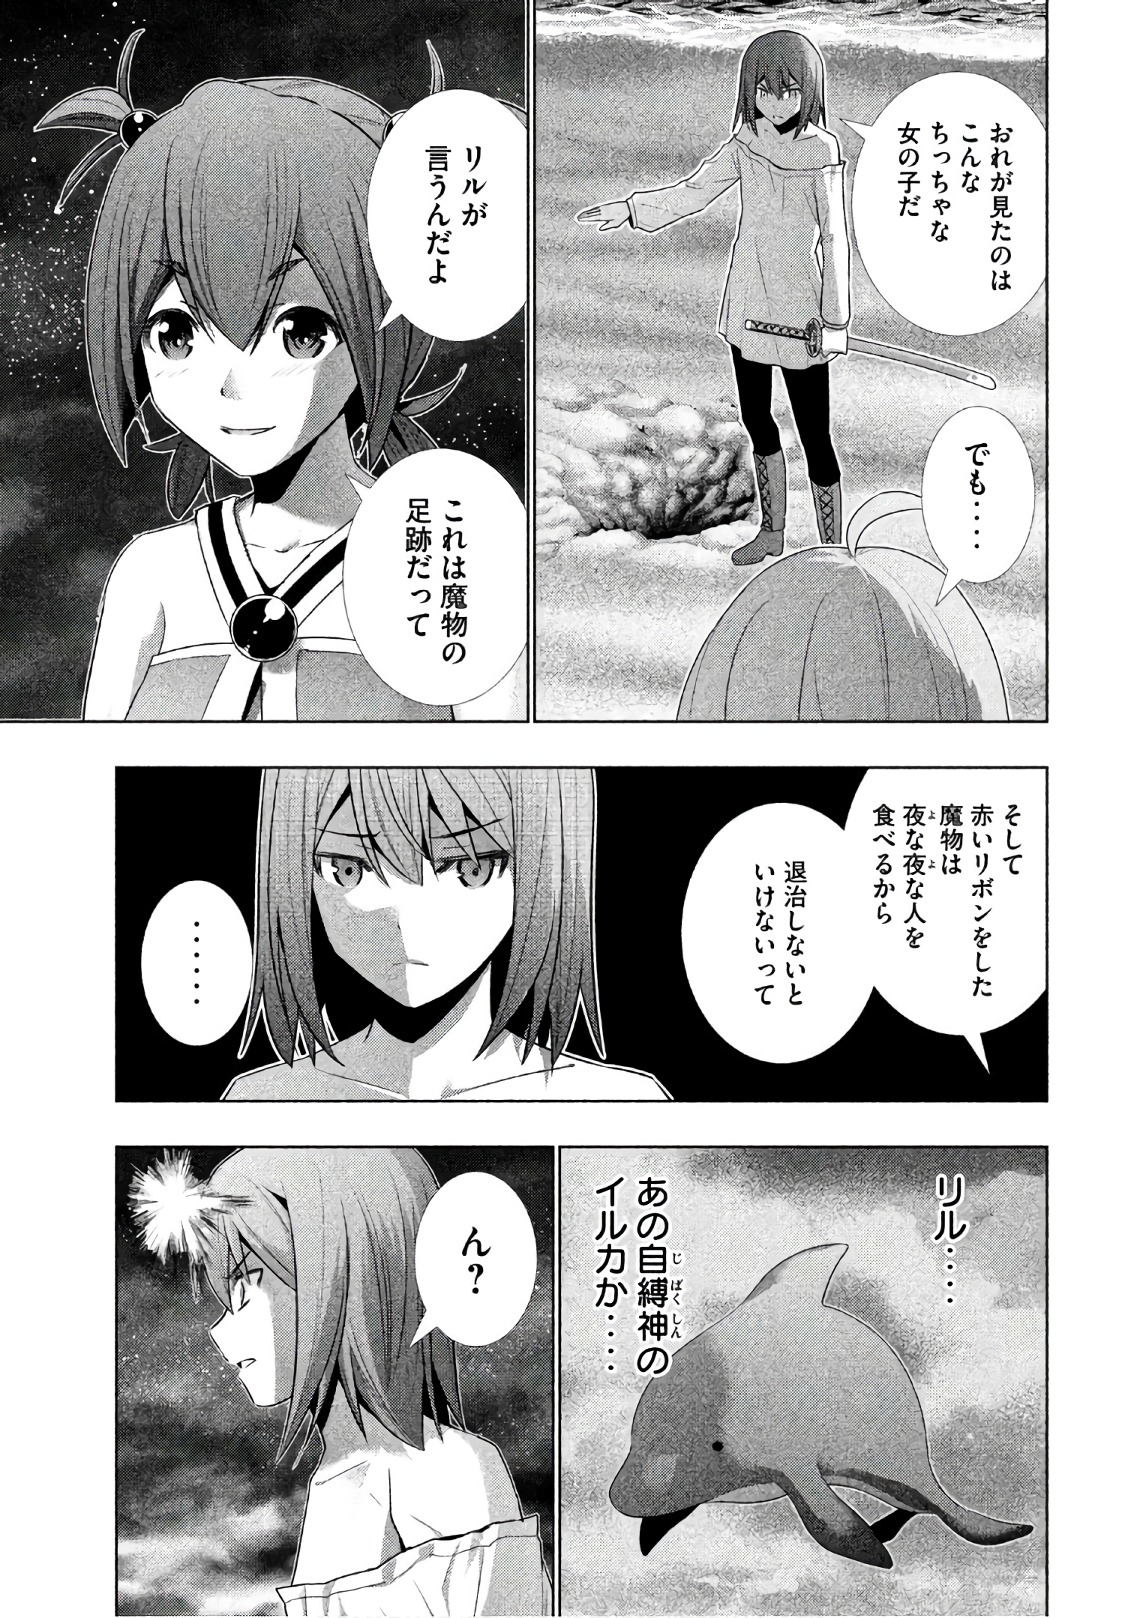 おれが見たのは
こんな
ちっちゃな
女の子だ
でも‥‥
リルが
言うんだよ
これは魔物の
足跡だって
そして
赤いリボンをした
魔物は
夜な夜な人を
食べるから
退治しないと
いけないって
‥‥‥
リル‥‥
あの自縛神の
イルカか‥‥
ん？